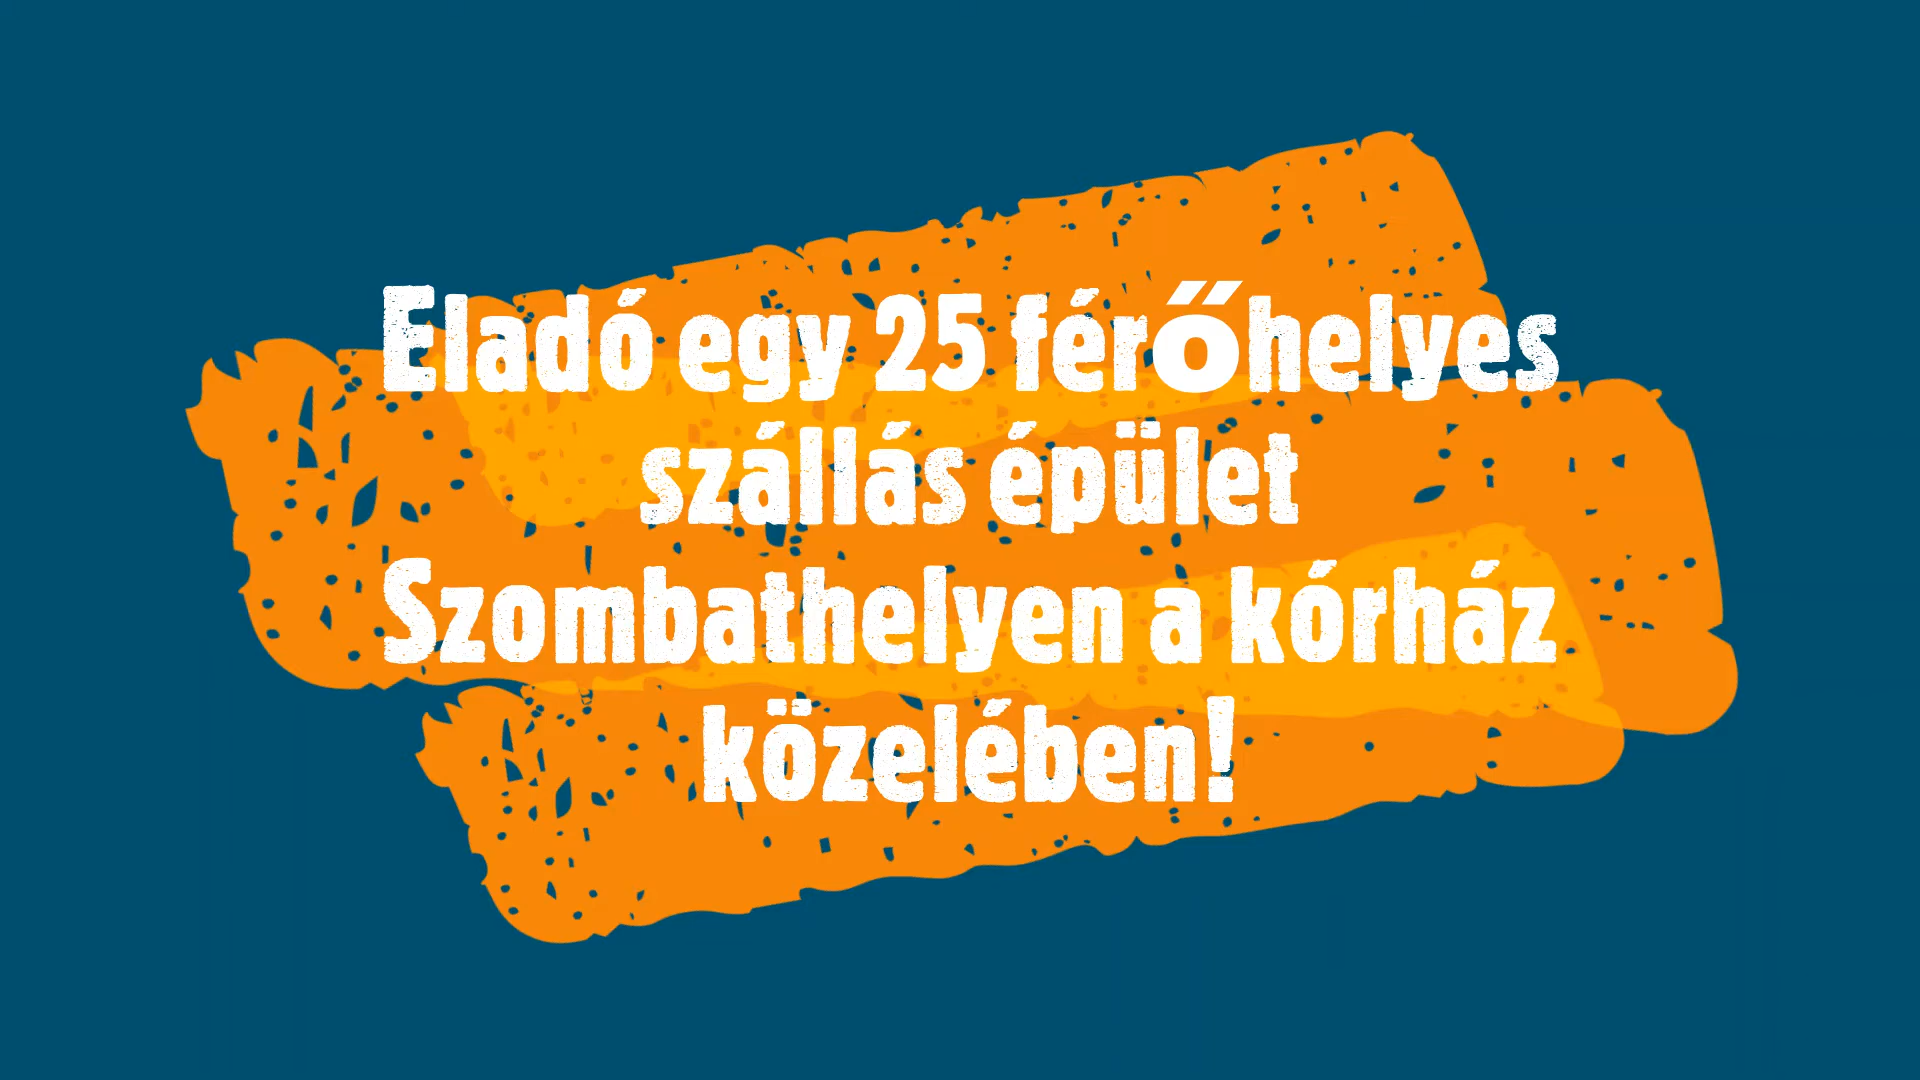 Eladó egy 25 férőhelyes
szállás épület
Szombathelyen a kórház
közelében!